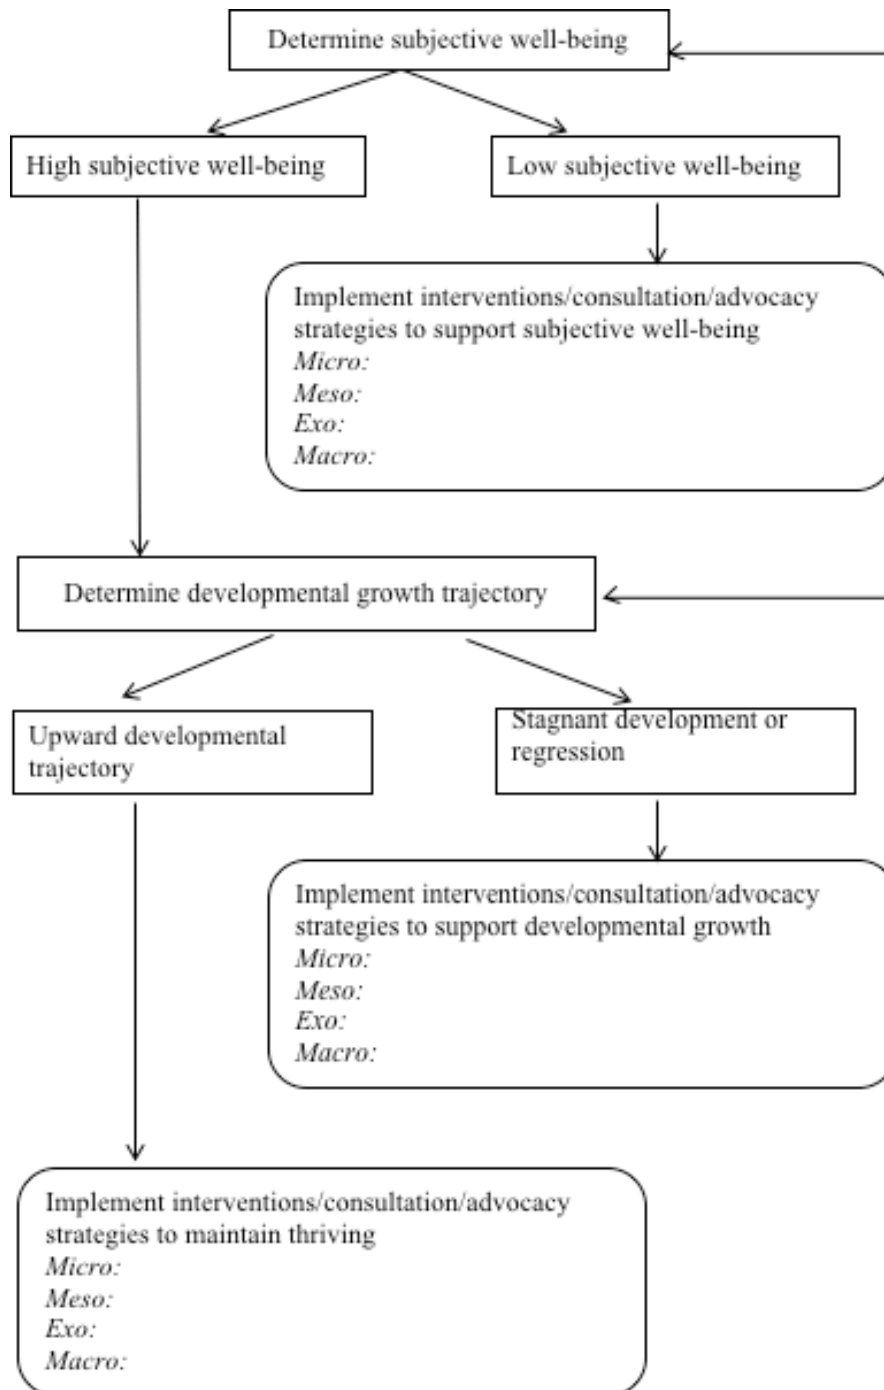 Determine subjective well-being
High subjective well-being
Low subjective well-being
Implement interventions/consultation/advocacy
strategies to support subjective well-being
Micro:
Meso:
Exo:
Macro:
Determine developmental growth trajectory
Upward developmental
trajectory
Stagnant development or
regression
Implement interventions/consultation/advocacy
strategies to support developmental growth
Micro:
Meso:
Exo:
Macro:
Implement interventions/consultation/advocacy
strategies to maintain thriving
Micro:
Meso:
Exo:
Macro: